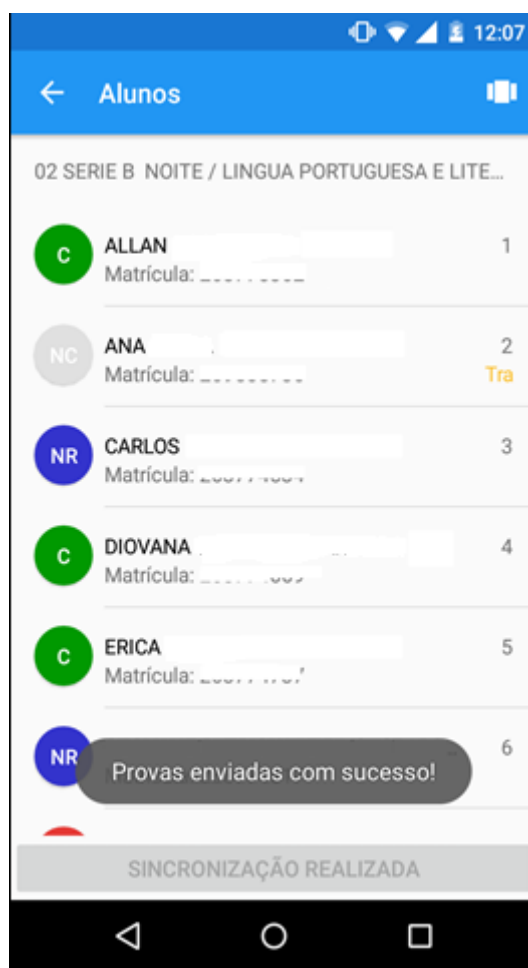 12:07
Alunos
02 SERIE B NOITE / LINGUA PORTUGUESA E LITE...
C
ALLAN
1
Matrícula:
NC
ANA
2
Matrícula:
Tra
NR
CARLOS
3
Matrícula:
C
DIOVANA
4
Matrícula:
C
ERICA
5
Matrícula:
NR
6
Provas enviadas com sucesso!
SINCRONIZAÇÃO REALIZADA